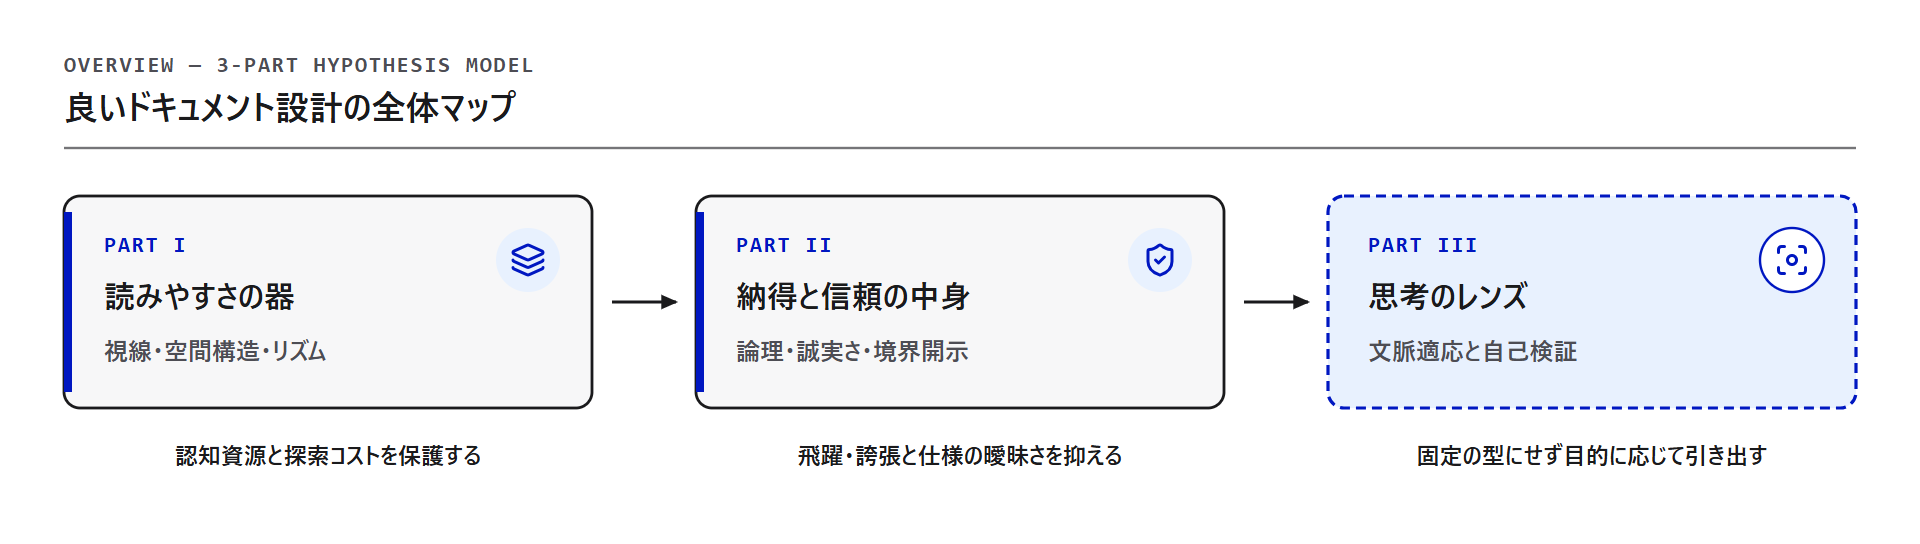 OVERVIEW — 3-PART HYPOTHESIS MODEL
良いドキュメント設計の全体マップ
PART I
読みやすさの器
視線・空間構造・リズム
認知資源と探索コストを保護する
PART II
納得と信頼の中身
論理・誠実さ・境界開示
飛躍・誇張と仕様の曖昧さを抑える
PART III
思考のレンズ
文脈適応と自己検証
固定の型にせず目的に応じて引き出す